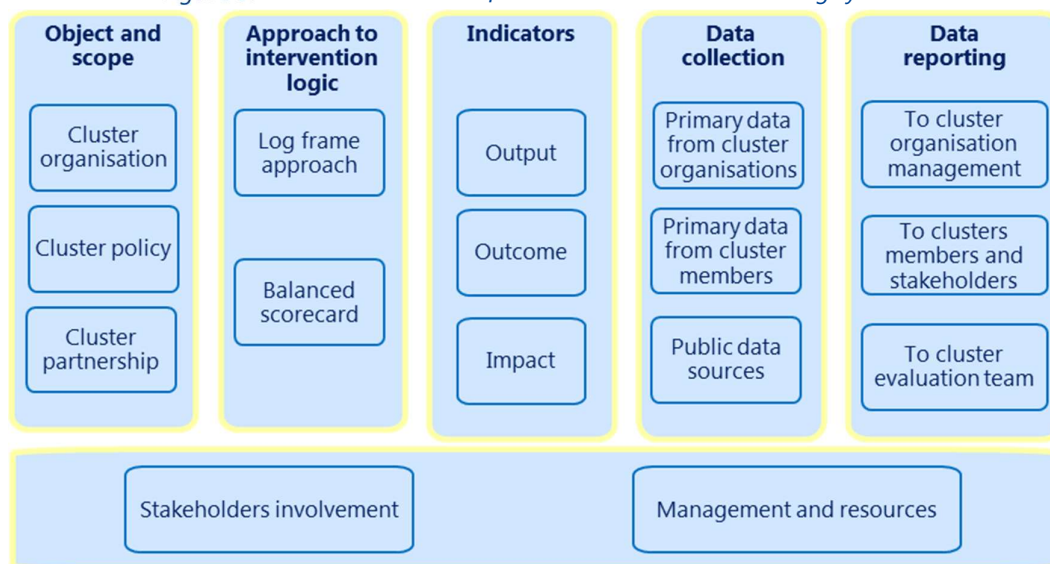 Object and
scope
Cluster
organisation
Cluster policy
Cluster
partnership
Approach to
intervention
logic
Log frame
approach
Balanced
scorecard
Indicators
Output
Outcome
Impact
Data
collection
Primary data
from cluster
organisations
Primary data
from cluster
members
Public data
sources
Data
reporting
To cluster
organisation
management
To clusters
members and
stakeholders
To cluster
evaluation team
Stakeholders involvement
Management and resources